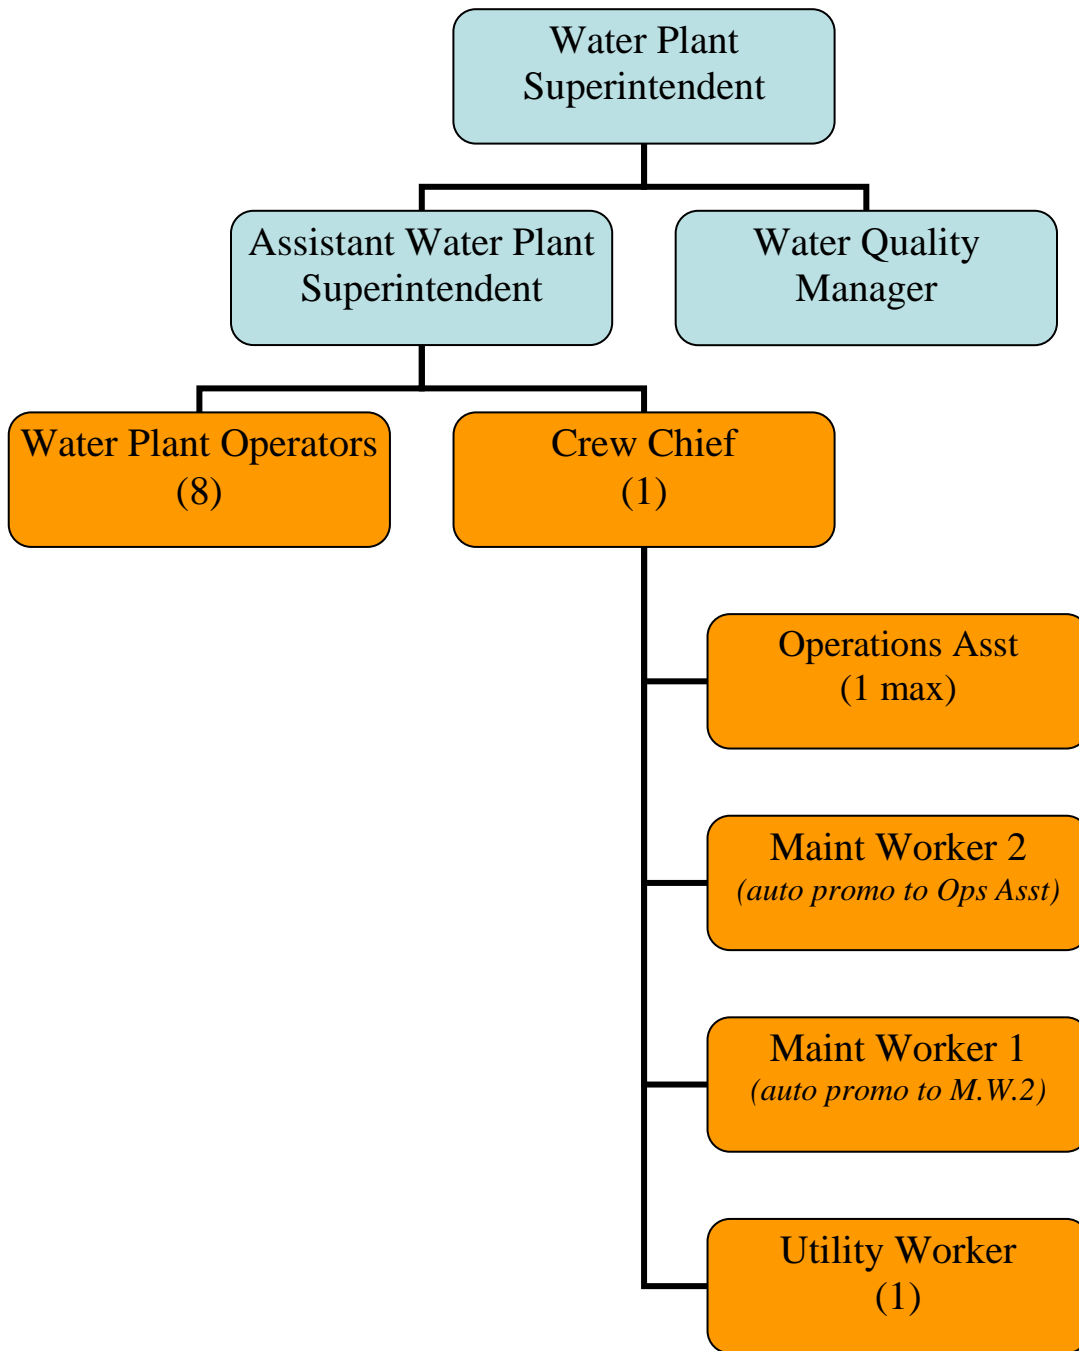 Water Plant
Superintendent
Assistant Water Plant
Superintendent
Water Quality
Manager
Water Plant Operators
(8)
Crew Chief
(1)
Operations Asst
(1 max)
Maint Worker 2
(auto promo to Ops Asst)
Maint Worker 1
(auto promo to M.W.2)
Utility Worker
(1)